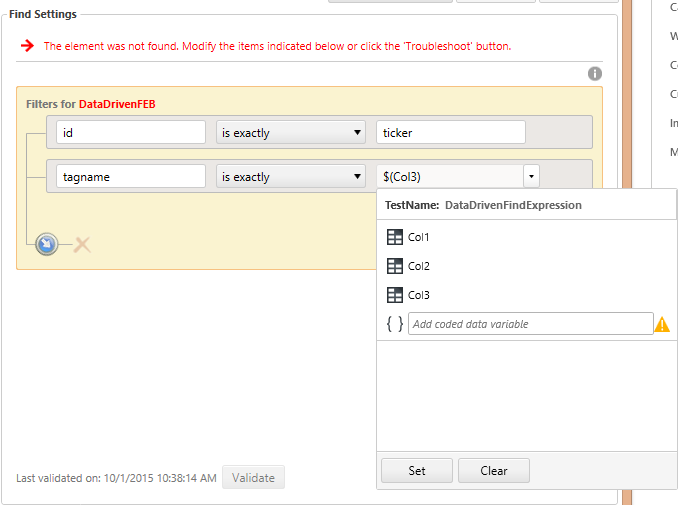 Find Settings
The element was not found. Modify the items indicated below or click the 'Troubleshoot' button.
Filters for DataDrivenFEB
id is exactly ticker
tagname is exactly $(Col3)
TestName: DataDrivenFindExpression
Col1
Col2
Col3
{ } Add coded data variable
Set Clear
Last validated on: 10/1/2015 10:38:14 AM Validate